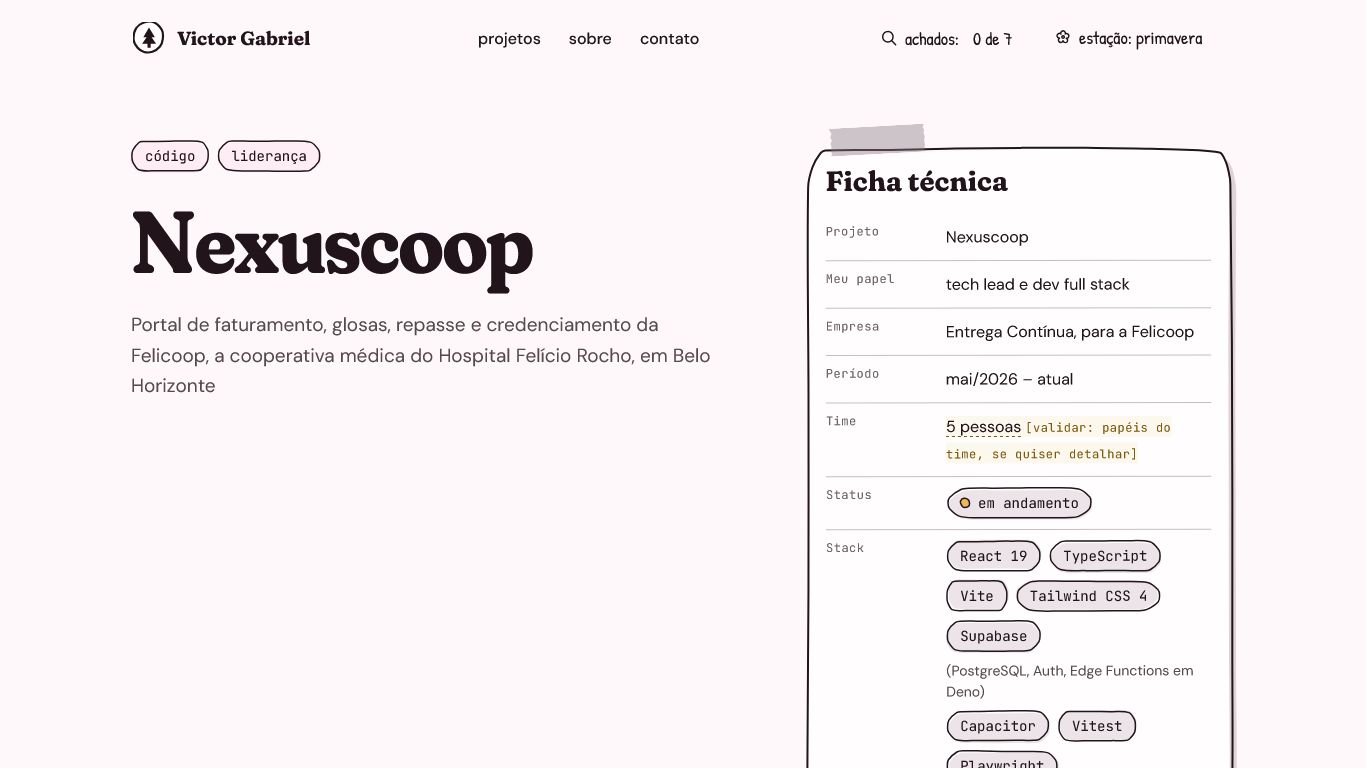 Victor Gabriel
projetos sobre contato
achados: 0 de 7
estação: primavera
código liderança
Nexuscoop
Portal de faturamento, glosas, repasse e credenciamento da
Felicoop, a cooperativa médica do Hospital Felício Rocho, em Belo
Horizonte
Ficha técnica
Projeto Nexuscoop
Meu papel tech lead e dev full stack
Empresa Entrega Contínua, para a Felicoop
Período mai/2026 – atual
Time 5 pessoas [validar: papéis do
time, se quiser detalhar]
Status em andamento
Stack React 19 TypeScript
Vite Tailwind CSS 4
Supabase
(PostgreSQL, Auth, Edge Functions em
Deno)
Capacitor Vitest
Playwright